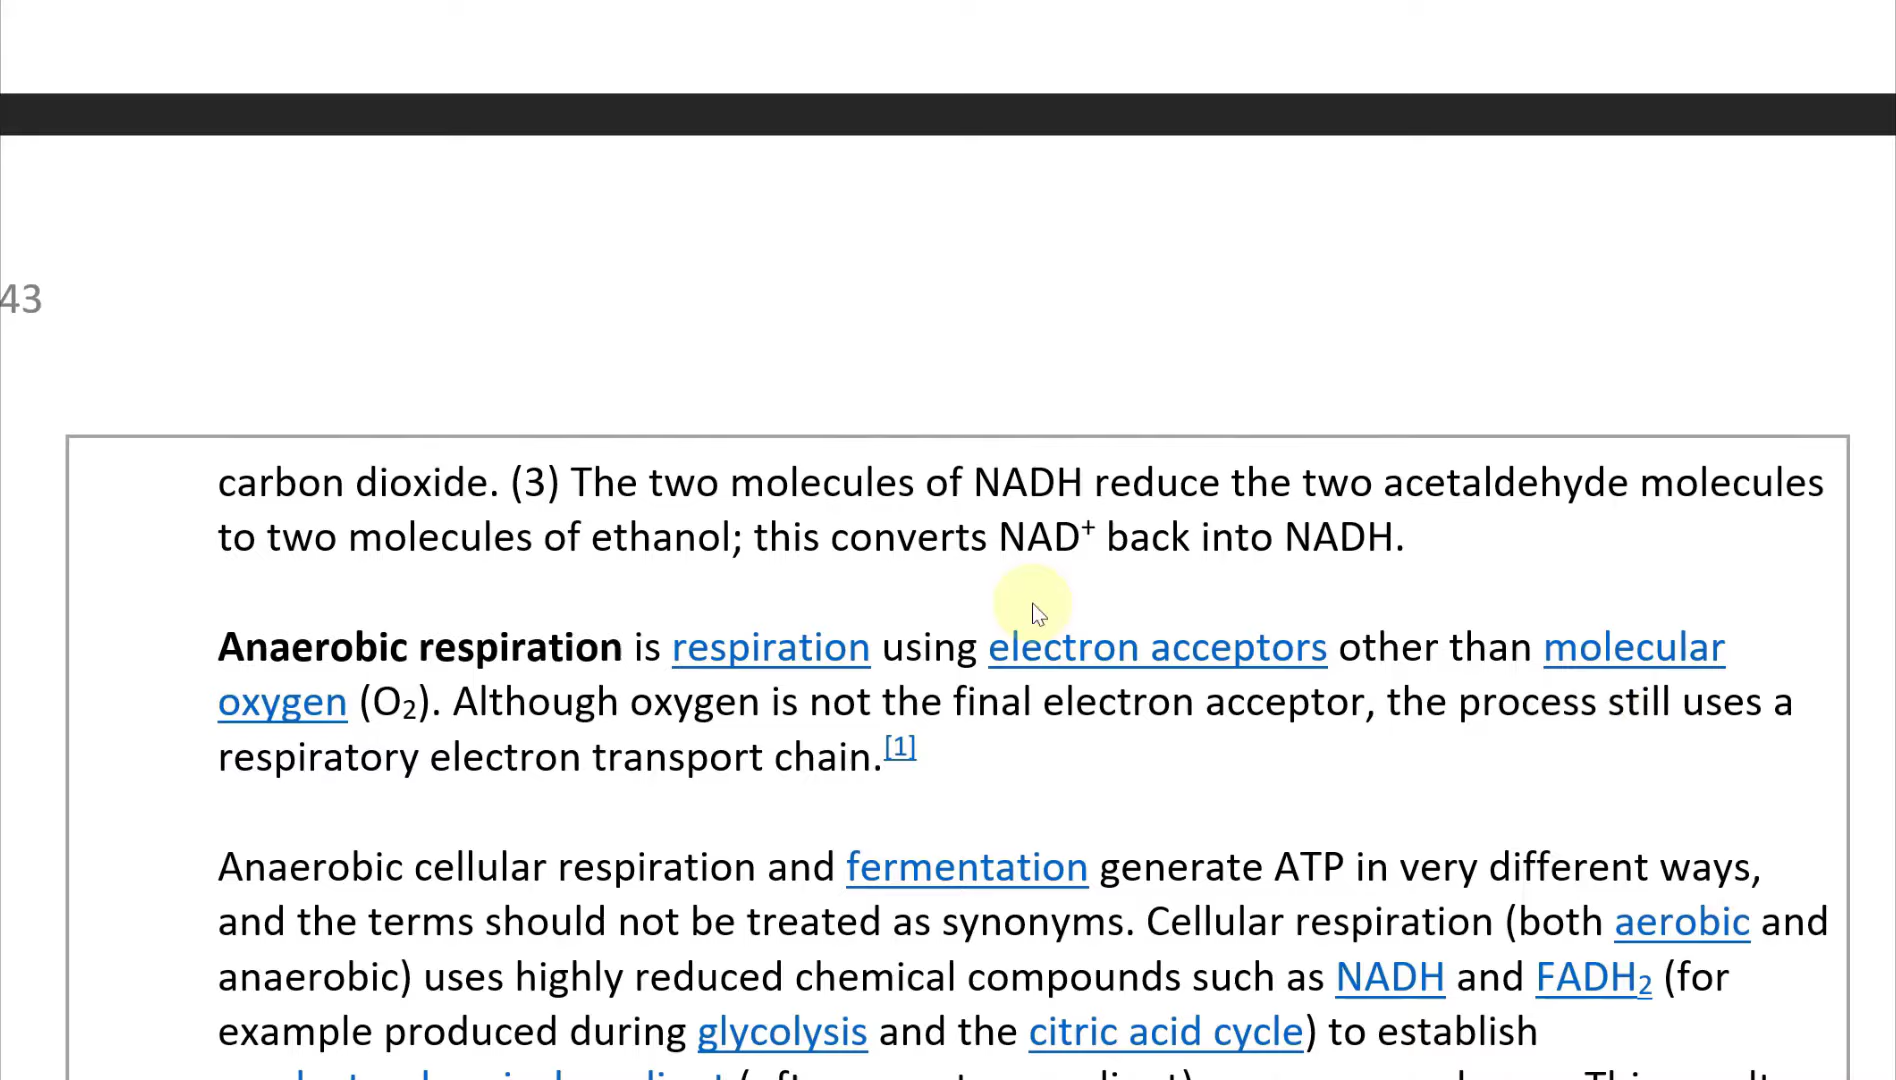 43
carbon dioxide. (3) The two molecules of NADH reduce the two acetaldehyde molecules
to two molecules of ethanol; this converts NAD⁺ back into NADH.
Anaerobic respiration is respiration using electron acceptors other than molecular
oxygen (O₂). Although oxygen is not the final electron acceptor, the process still uses a
respiratory electron transport chain.[1]
Anaerobic cellular respiration and fermentation generate ATP in very different ways,
and the terms should not be treated as synonyms. Cellular respiration (both aerobic and
anaerobic) uses highly reduced chemical compounds such as NADH and FADH₂ (for
example produced during glycolysis and the citric acid cycle) to establish